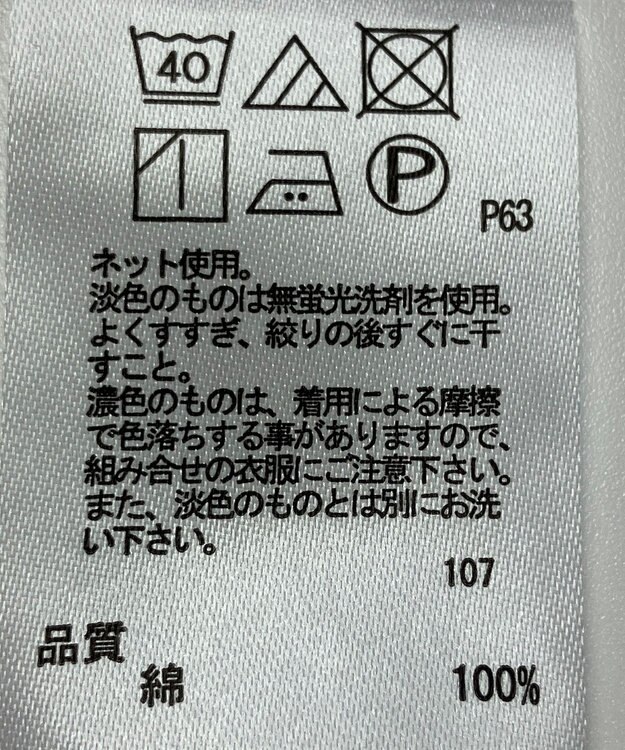 40
P
P63
ネット使用。
淡色のものは無蛍光洗剤を使用。
よくすすぎ、絞りの後すぐに干
すこと。
濃色のものは、着用による摩擦
で色落ちする事がありますので、
組み合せの衣服にご注意下さい。
また、淡色のものとは別にお洗
い下さい。
107
品質
綿 100%